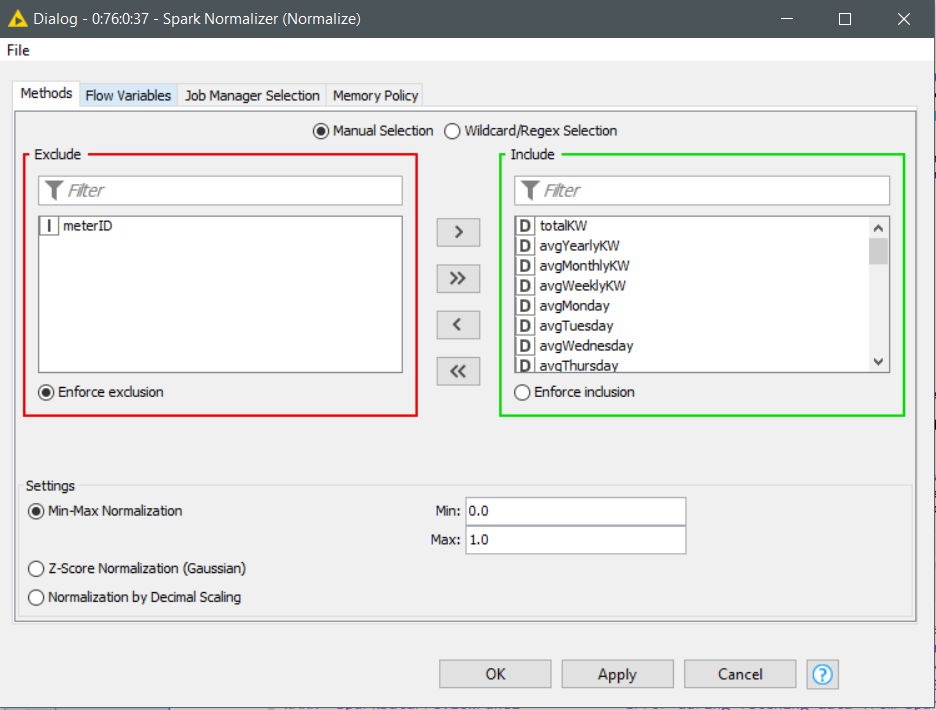 Dialog - 0:76:0:37 - Spark Normalizer (Normalize)
File
Methods Flow Variables Job Manager Selection Memory Policy
Manual Selection Wildcard/Regex Selection
Exclude
Filter
I meterID
Enforce exclusion
>
>>
<
<<
Include
Filter
D totalKW
D avgYearlyKW
D avgMonthlyKW
D avgWeeklyKW
D avgMonday
D avgTuesday
D avgWednesday
D avgThursday
Enforce inclusion
Settings
Min-Max Normalization
Min: 0.0
Max: 1.0
Z-Score Normalization (Gaussian)
Normalization by Decimal Scaling
OK Apply Cancel ?